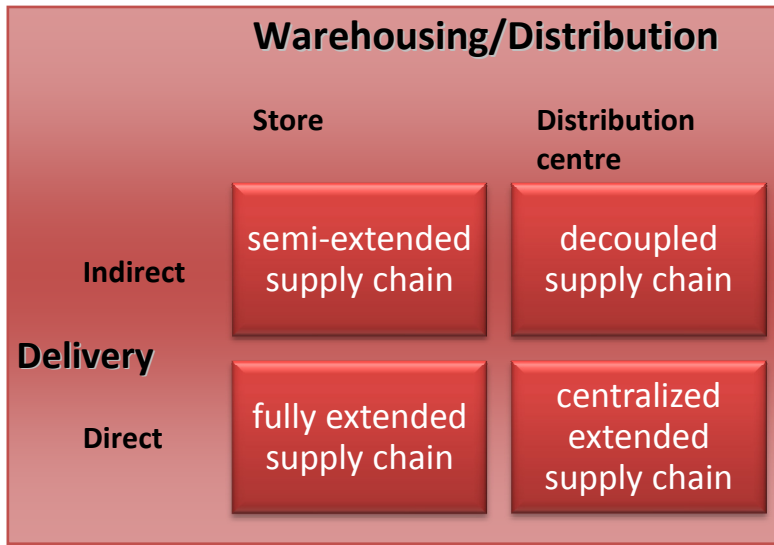 Warehousing/Distribution
Store
Distribution
centre
Indirect
semi-extended
supply chain
decoupled
supply chain
Delivery
Direct
fully extended
supply chain
centralized
extended
supply chain